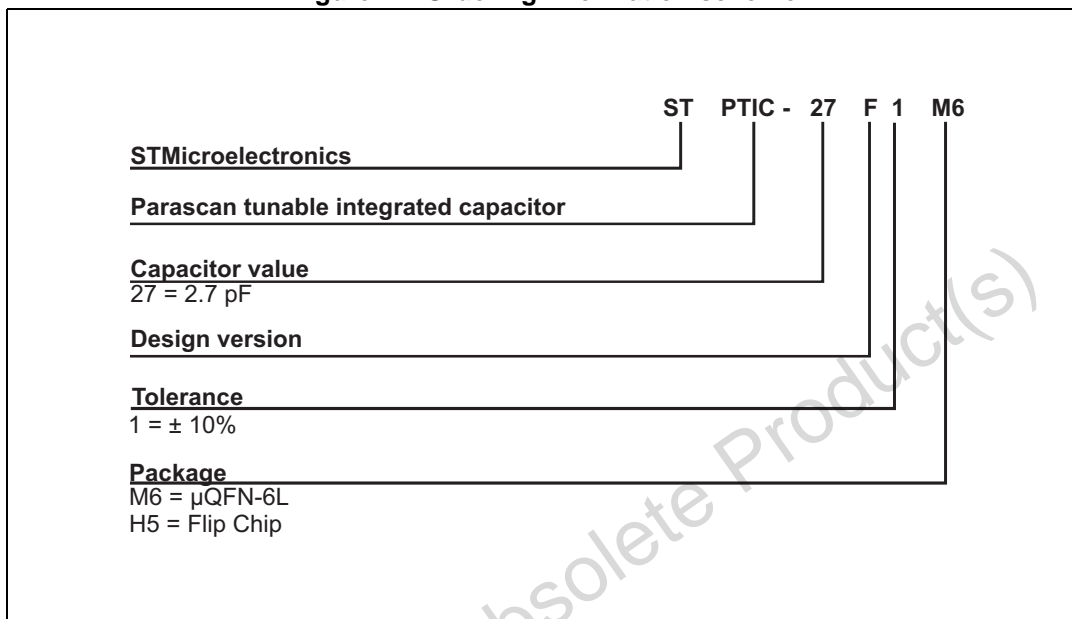 ST PTIC - 27 F 1 M6
STMicroelectronics
Parascan tunable integrated capacitor
Capacitor value
27 = 2.7 pF
Design version
Tolerance
1 = ± 10%
Package
M6 = µQFN-6L
H5 = Flip Chip
Product(s)